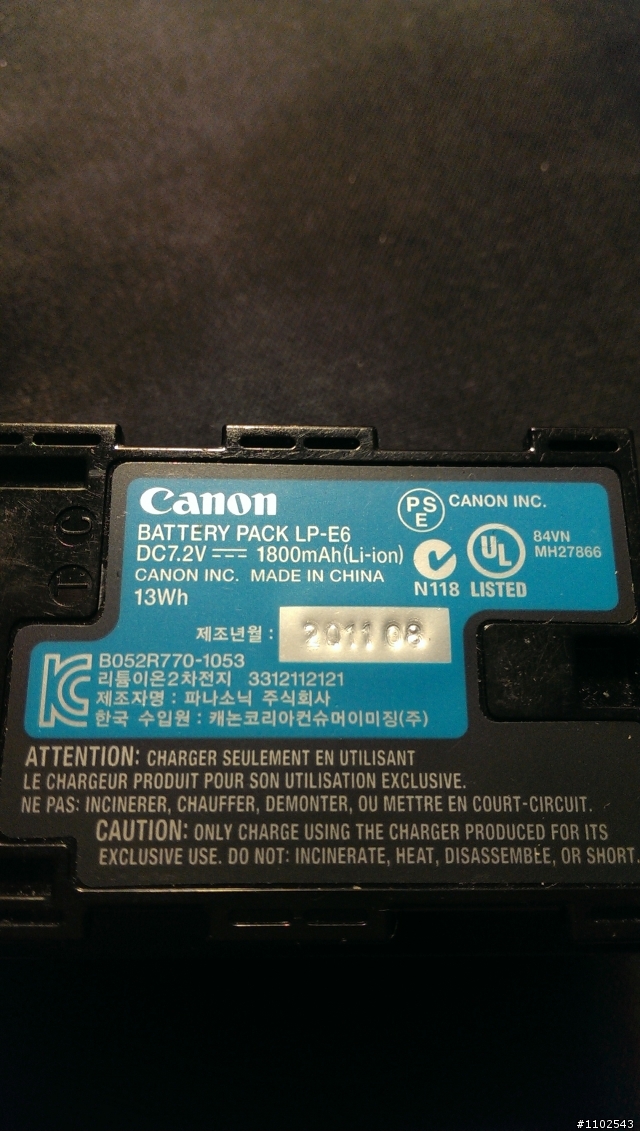 Canon
BATTERY PACK LP-E6
DC7.2V ⎓ 1800mAh(Li-ion)
CANON INC. MADE IN CHINA
13Wh
PS
E
CANON INC.
N118
UL
LISTED
84VN
MH27866
제조년월 : 2011 08
B052R770-1053
리튬이온2차전지 3312112121
제조자명 : 파나소닉 주식회사
한국 수입원 : 캐논코리아컨슈머이미징(주)
ATTENTION: CHARGER SEULEMENT EN UTILISANT
LE CHARGEUR PRODUIT POUR SON UTILISATION EXCLUSIVE.
NE PAS: INCINERER, CHAUFFER, DEMONTER, OU METTRE EN COURT-CIRCUIT.
CAUTION: ONLY CHARGE USING THE CHARGER PRODUCED FOR ITS
EXCLUSIVE USE. DO NOT: INCINERATE, HEAT, DISASSEMBLE, OR SHORT.
C
T
#1102543